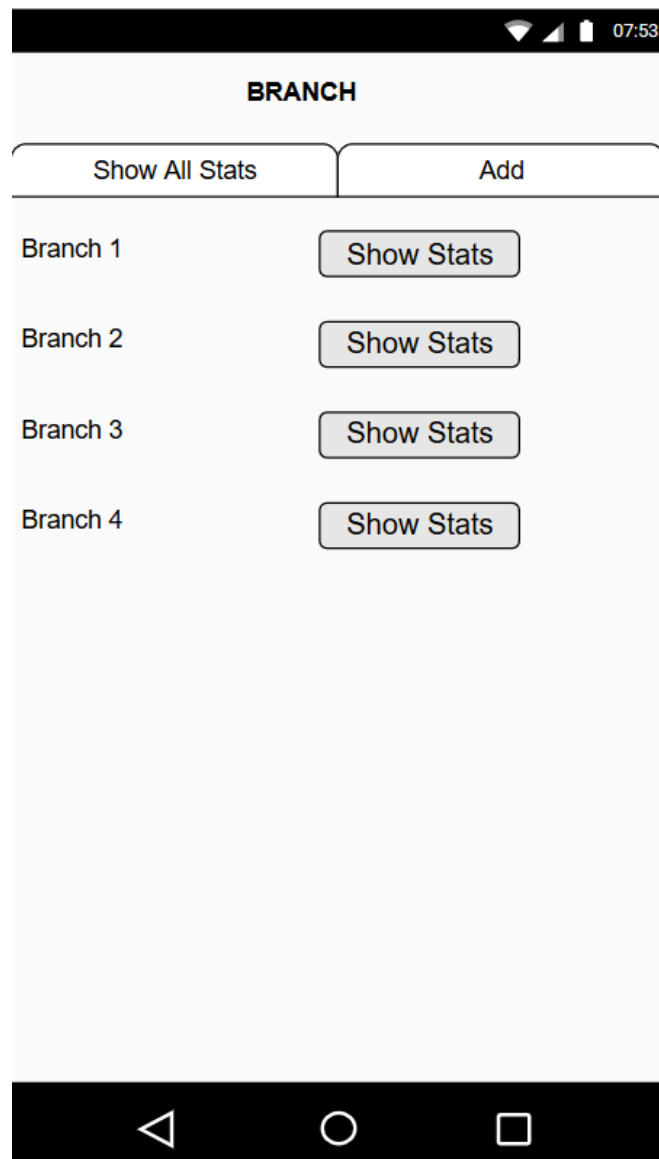 07:53
BRANCH
Show All Stats Add
Branch 1 Show Stats
Branch 2 Show Stats
Branch 3 Show Stats
Branch 4 Show Stats